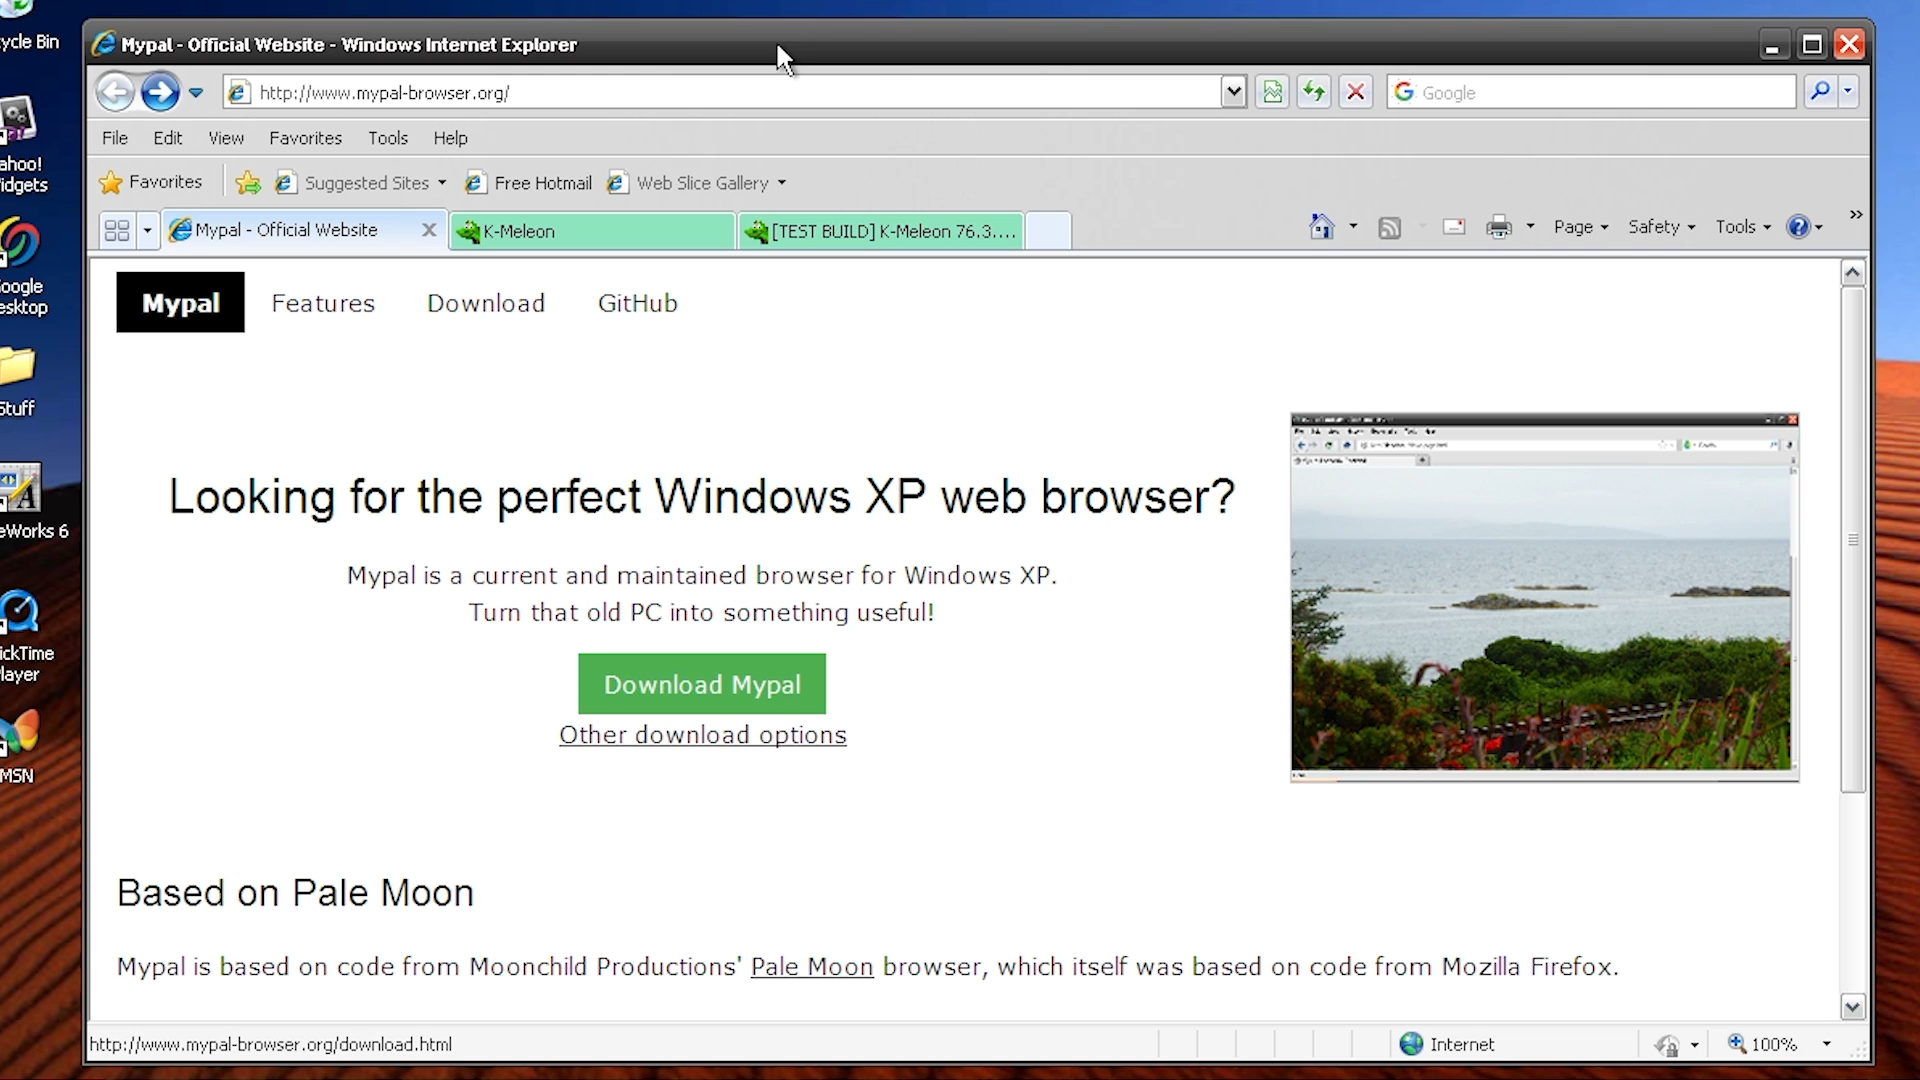 cycle Bin
Mypal - Official Website - Windows Internet Explorer
http://www.mypal-browser.org/
Google
File Edit View Favorites Tools Help
ahoo!
idgets
Favorites Suggested Sites Free Hotmail Web Slice Gallery
Mypal - Official Website K-Meleon [TEST BUILD] K-Meleon 76.3.... Page Safety Tools »
oogle
esktop
Mypal Features Download GitHub
Stuff
Looking for the perfect Windows XP web browser?
eWorks 6
Mypal is a current and maintained browser for Windows XP.
Turn that old PC into something useful!
ickTime
layer
Download Mypal
Other download options
MSN
Based on Pale Moon
Mypal is based on code from Moonchild Productions' Pale Moon browser, which itself was based on code from Mozilla Firefox.
http://www.mypal-browser.org/download.html Internet 100%